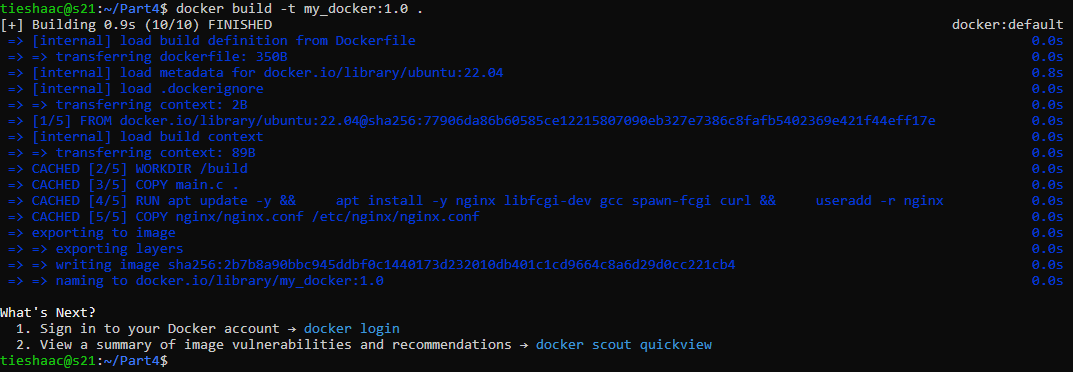 tieshaac@s21:~/Part4$ docker build -t my_docker:1.0 .
[+] Building 0.9s (10/10) FINISHED docker:default
=> [internal] load build definition from Dockerfile 0.0s
=> => transferring dockerfile: 350B 0.0s
=> [internal] load metadata for docker.io/library/ubuntu:22.04 0.8s
=> [internal] load .dockerignore 0.0s
=> => transferring context: 2B 0.0s
=> [1/5] FROM docker.io/library/ubuntu:22.04@sha256:77906da86b60585ce12215807090eb327e7386c8fafb5402369e421f44eff17e 0.0s
=> [internal] load build context 0.0s
=> => transferring context: 89B 0.0s
=> CACHED [2/5] WORKDIR /build 0.0s
=> CACHED [3/5] COPY main.c . 0.0s
=> CACHED [4/5] RUN apt update -y &&     apt install -y nginx libfcgi-dev gcc spawn-fcgi curl &&     useradd -r nginx 0.0s
=> CACHED [5/5] COPY nginx/nginx.conf /etc/nginx/nginx.conf 0.0s
=> exporting to image 0.0s
=> => exporting layers 0.0s
=> => writing image sha256:2b7b8a90bbc945ddbf0c1440173d232010db401c1cd9664c8a6d29d0cc221cb4 0.0s
=> => naming to docker.io/library/my_docker:1.0 0.0s
What's Next?
1. Sign in to your Docker account → docker login
2. View a summary of image vulnerabilities and recommendations → docker scout quickview
tieshaac@s21:~/Part4$